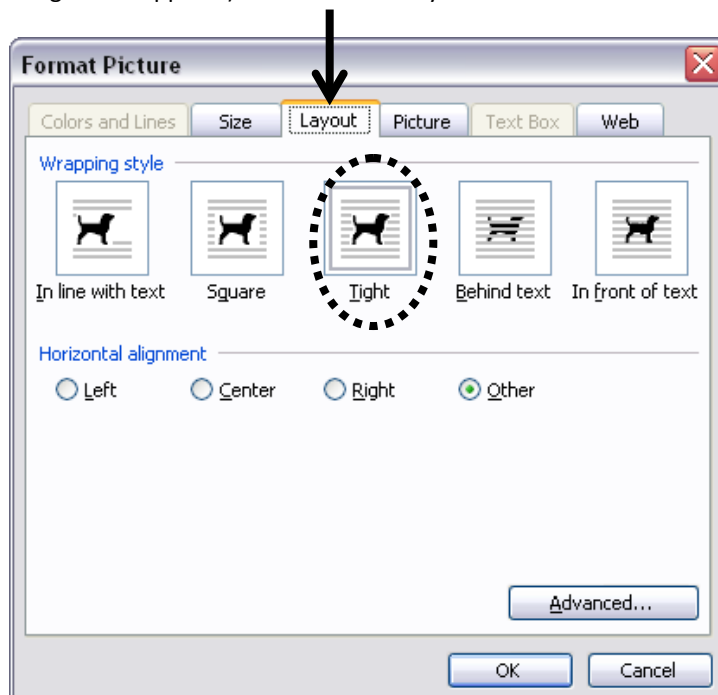 Format Picture
Colors and Lines Size Layout Picture Text Box Web
Wrapping style
In line with text Square Tight Behind text In front of text
Horizontal alignment
Left Center Right Other
Advanced...
OK Cancel